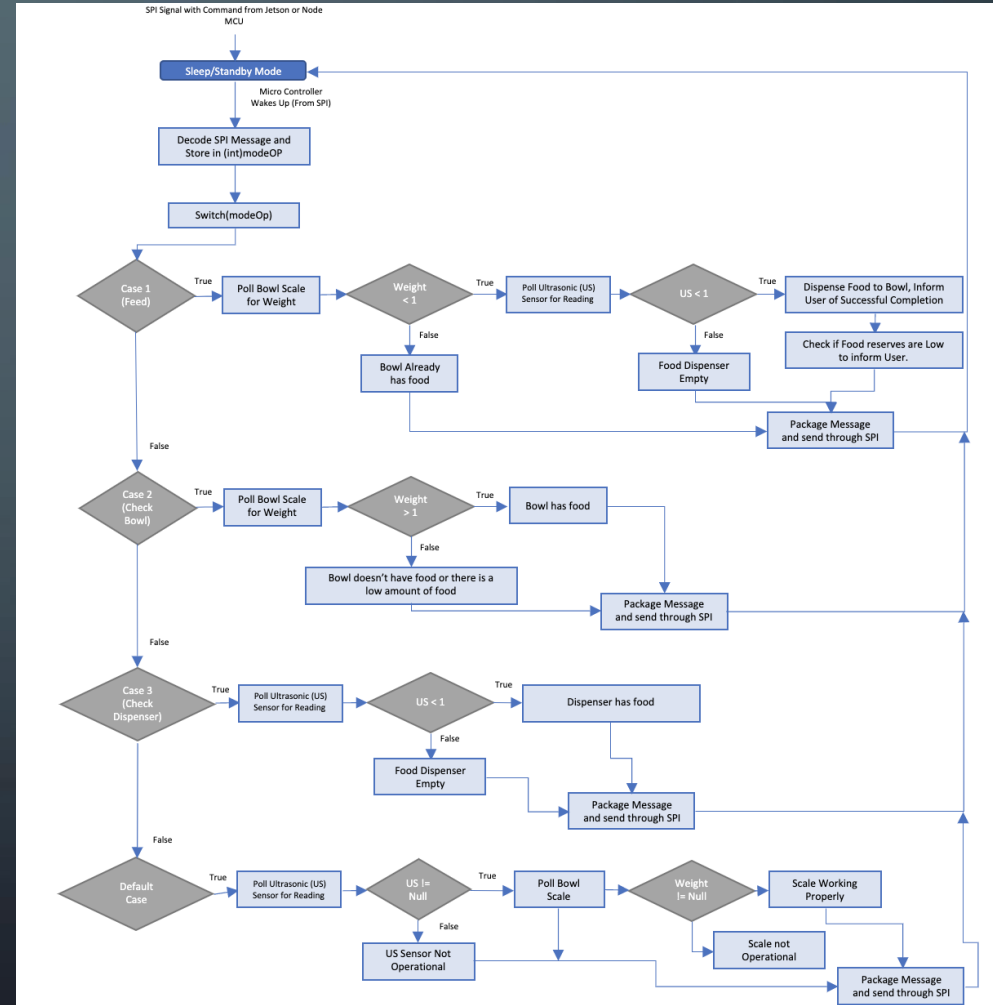 SPI Signal with Command from Jetson or Node
MCU
Sleep/Standby Mode
Micro Controller
Wakes Up (From SPI)
Decode SPI Message and
Store in (int)modeOP
Switch(modeOp)
Case 1
(Feed)
True
Poll Bowl Scale
for Weight
Weight
< 1
True
Poll Ultrasonic (US)
Sensor for Reading
US < 1
True
Dispense Food to Bowl, Inform
User of Successful Completion
False
Bowl Already
has food
False
Food Dispenser
Empty
Check if Food reserves are Low
to inform User.
Package Message
and send through SPI
False
Case 2
(Check
Bowl)
True
Poll Bowl Scale
for Weight
Weight
> 1
True
Bowl has food
False
Bowl doesn't have food or there is a
low amount of food
Package Message
and send through SPI
False
Case 3
(Check
Dispenser)
True
Poll Ultrasonic (US)
Sensor for Reading
US < 1
True
Dispenser has food
False
Food Dispenser
Empty
Package Message
and send through SPI
False
Default
Case
True
Poll Ultrasonic (US)
Sensor for Reading
US !=
Null
True
Poll Bowl
Scale
Weight
!= Null
Scale Working
Properly
False
US Sensor Not
Operational
Scale not
Operational
Package Message
and send through SPI